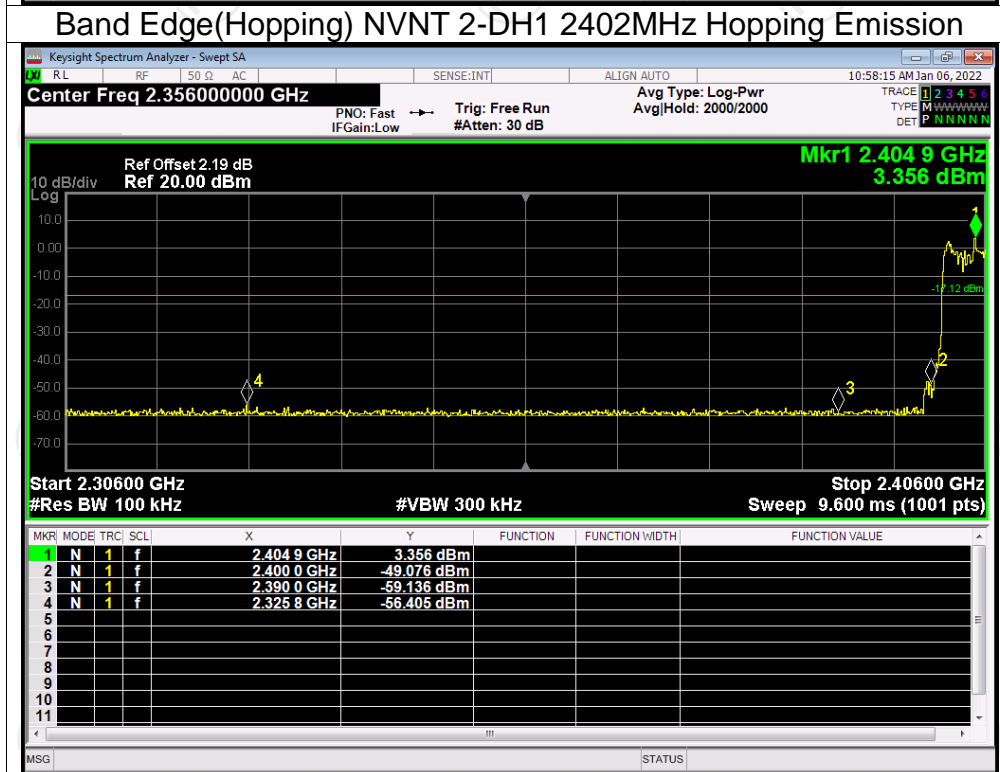 Band Edge(Hopping) NVNT 2-DH1 2402MHz Hopping Emission
Keysight Spectrum Analyzer - Swept SA
LXI RL RF 50 Ω AC SENSE:INT ALIGN AUTO 10:58:15 AM Jan 06, 2022
Center Freq 2.356000000 GHz Avg Type: Log-Pwr TRACE 1 2 3 4 5 6
PNO: Fast Trig: Free Run Avg|Hold: 2000/2000 TYPE M WWWWW
IFGain:Low #Atten: 30 dB DET P N N N N N
Ref Offset 2.19 dB Mkr1 2.404 9 GHz
10 dB/div Ref 20.00 dBm 3.356 dBm
Log
1
10.0
0.00
-10.0
-17.12 dBm
-20.0
-30.0
-40.0
2
4
3
-50.0
-60.0
-70.0
Start 2.30600 GHz Stop 2.40600 GHz
#Res BW 100 kHz #VBW 300 kHz Sweep 9.600 ms (1001 pts)
MKR MODE TRC SCL X Y FUNCTION FUNCTION WIDTH FUNCTION VALUE
1 N 1 f 2.404 9 GHz 3.356 dBm
2 N 1 f 2.400 0 GHz -49.076 dBm
3 N 1 f 2.390 0 GHz -59.136 dBm
4 N 1 f 2.325 8 GHz -56.405 dBm
5
6
7
8
9
10
11
MSG STATUS